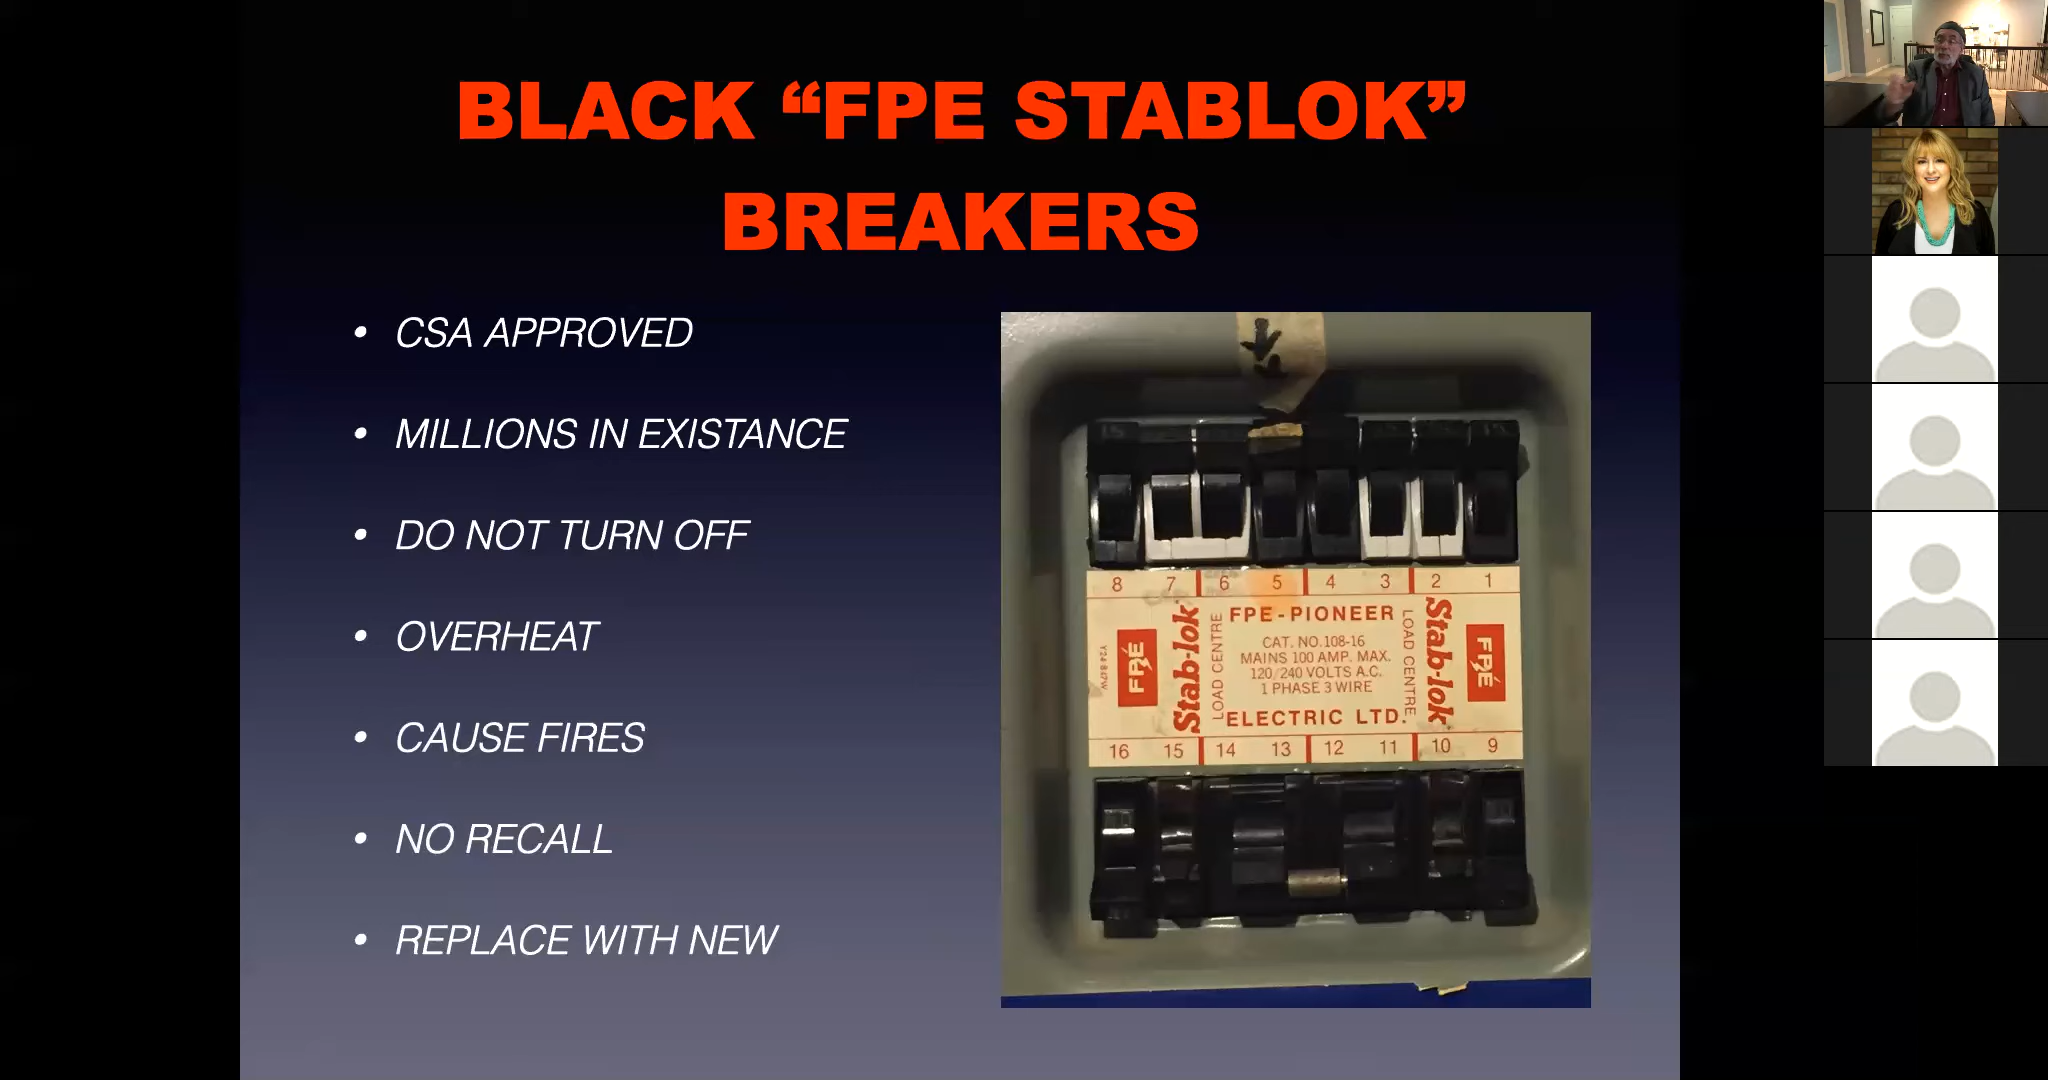 BLACK “FPE STABLOK”
BREAKERS
• CSA APPROVED
• MILLIONS IN EXISTANCE
• DO NOT TURN OFF
• OVERHEAT
• CAUSE FIRES
• NO RECALL
• REPLACE WITH NEW
8 7 6 5 4 3 2 1
FPE
Stab-lok
LOAD CENTRE
FPE-PIONEER
CAT. NO. 108-16
MAINS 100 AMP. MAX.
120/240 VOLTS A.C.
1 PHASE 3 WIRE
ELECTRIC LTD.
LOAD CENTRE
Stab-lok
FPE
16 15 14 13 12 11 10 9